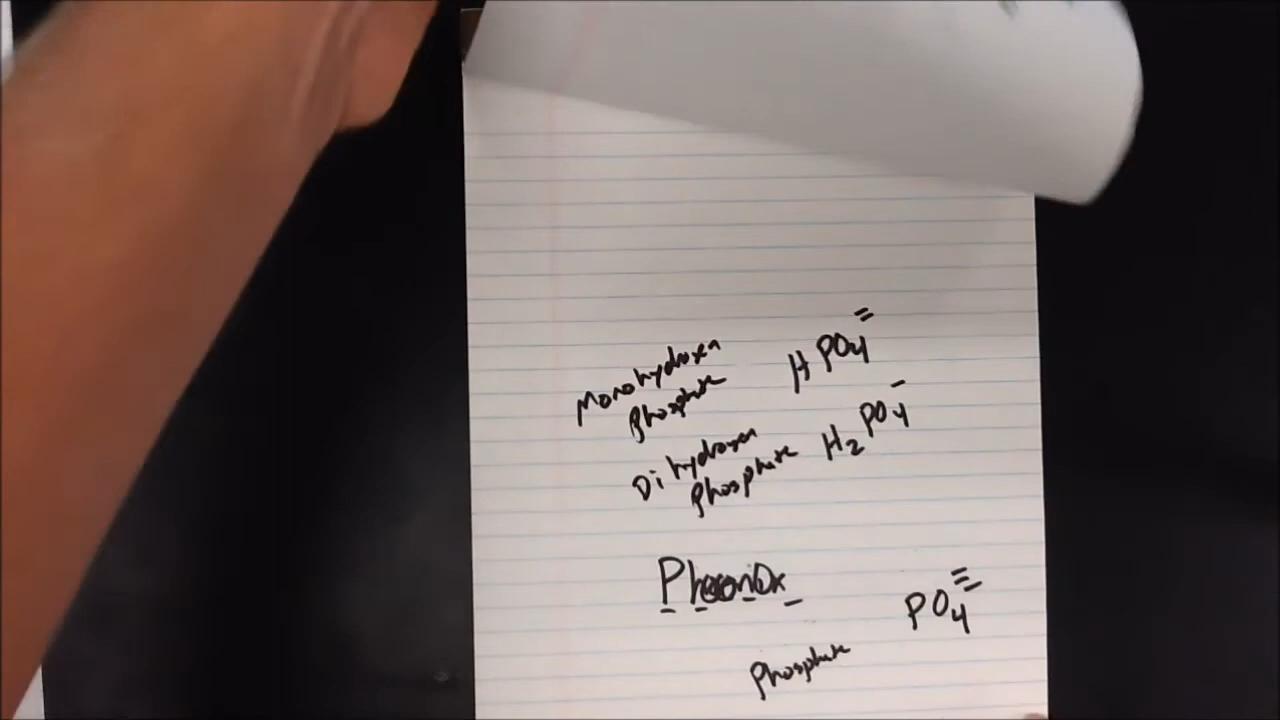 Monohydrogen
Phosphate HPO4=
Dihydrogen
Phosphate H2PO4-
PO4≡
Phosphate